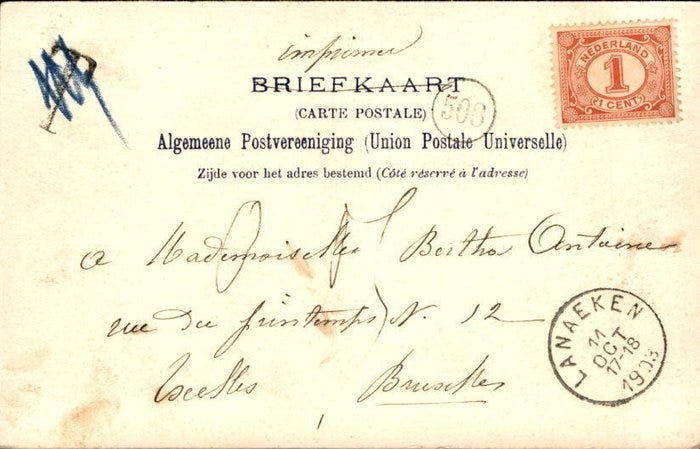 imprimé
BRIEFKAART
(CARTE POSTALE)
508
Algemeene Postvereeniging (Union Postale Universelle)
Zijde voor het adres bestemd (Côté réservé à l'adresse)
NEDERLAND
1
1 CENT
T
a Mademoiselle Bertha Antoine
rue du printemps N. 12
Ixelles Bruxelles
LANAEKEN
11
OCT
17-18
1903